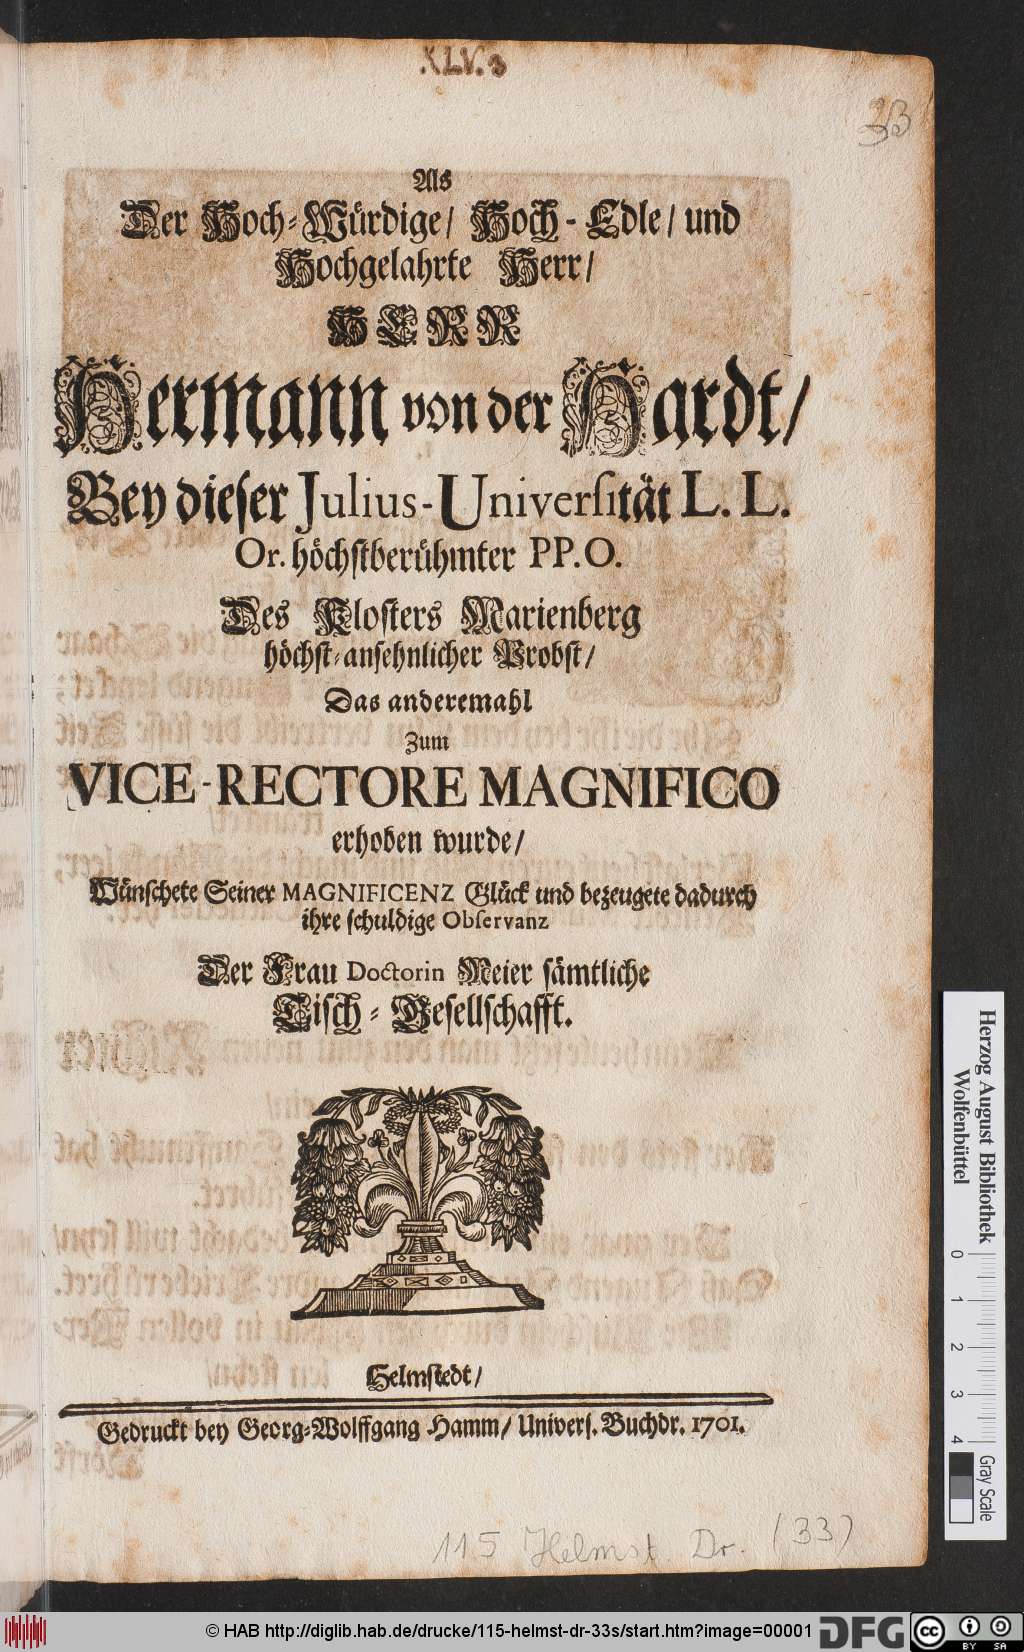 XLV. 3
33
Als
Der Hoch-Würdige/ Hoch-Edle/ und
Hochgelahrte Herr/
HERR
Hermann von der Hardt/
Bey dieser Julius-Universität L. L.
Or. höchstberühmter PP. O.
Des Klosters Marienberg
höchst-ansehnlicher Probst/
Das anderemahl
Zum
VICE-RECTORE MAGNIFICO
erhoben wurde/
Wünschete Seiner MAGNIFICENZ Glück und bezeugete dadurch
ihre schuldige Observanz
Der Frau Doctorin Meier sämtliche
Tisch-Gesellschafft.
Helmstedt/
Gedruckt bey Georg-Wolffgang Hamm/ Univers. Buchdr. 1701.
115 Helmst. Dr. (33)
Herzog August Bibliothek
Wolfenbüttel
0 1 2 3 4
Gray Scale
© HAB http://diglib.hab.de/drucke/115-helmst-dr-33s/start.htm?image=00001
DFG
cc BY SA